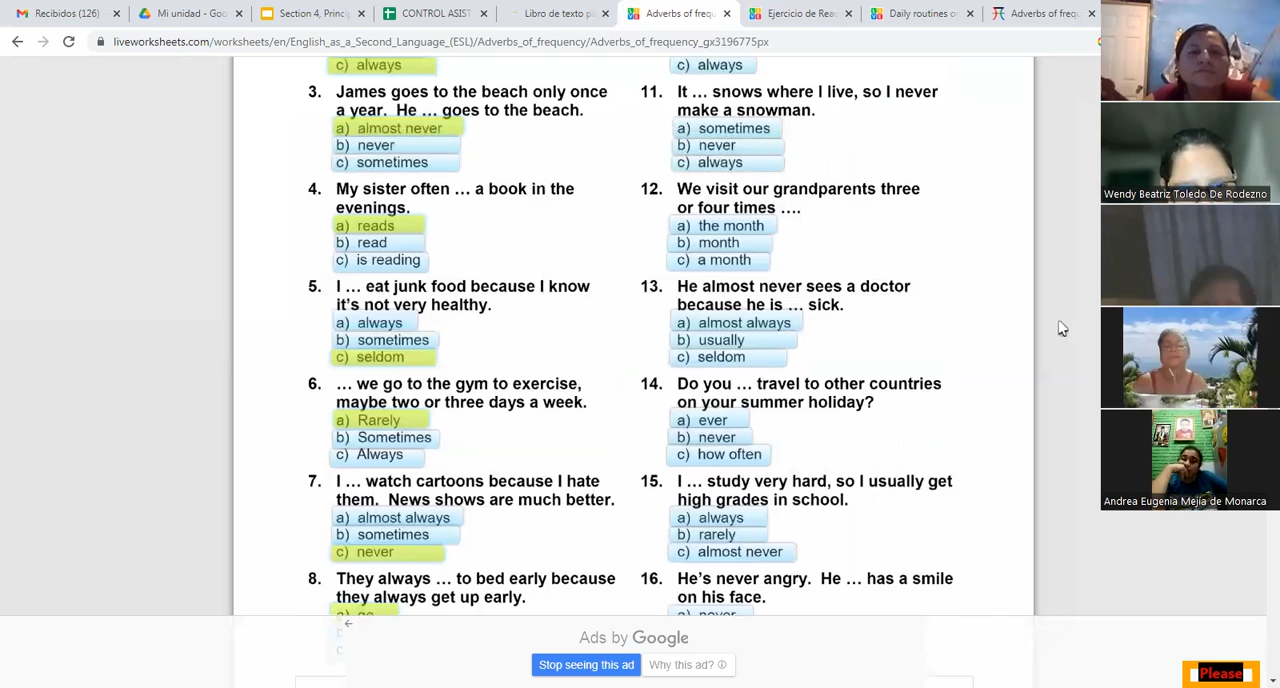 Recibidos (126)
Mi unidad - Goo
Section 4, Princi
CONTROL ASIST
Libro de texto pa
Adverbs of frequ
Ejercicio de Rea
Daily routines o
Adverbs of frequ
liveworksheets.com/worksheets/en/English_as_a_Second_Language_(ESL)/Adverbs_of_frequency/Adverbs_of_frequency_gx3196775px
c) always
3. James goes to the beach only once
a year. He ... goes to the beach.
a) almost never
b) never
c) sometimes
4. My sister often ... a book in the
evenings.
a) reads
b) read
c) is reading
5. I ... eat junk food because I know
it's not very healthy.
a) always
b) sometimes
c) seldom
6. ... we go to the gym to exercise,
maybe two or three days a week.
a) Rarely
b) Sometimes
c) Always
7. I ... watch cartoons because I hate
them. News shows are much better.
a) almost always
b) sometimes
c) never
8. They always ... to bed early because
they always get up early.
a) go
b
c
c) always
11. It ... snows where I live, so I never
make a snowman.
a) sometimes
b) never
c) always
12. We visit our grandparents three
or four times ....
a) the month
b) month
c) a month
13. He almost never sees a doctor
because he is ... sick.
a) almost always
b) usually
c) seldom
14. Do you ... travel to other countries
on your summer holiday?
a) ever
b) never
c) how often
15. I ... study very hard, so I usually get
high grades in school.
a) always
b) rarely
c) almost never
16. He's never angry. He ... has a smile
on his face.
a) never
Ads by Google
Stop seeing this ad
Why this ad?
Wendy Beatriz Toledo De Rodezno
Andrea Eugenia Mejía de Monarca
Please